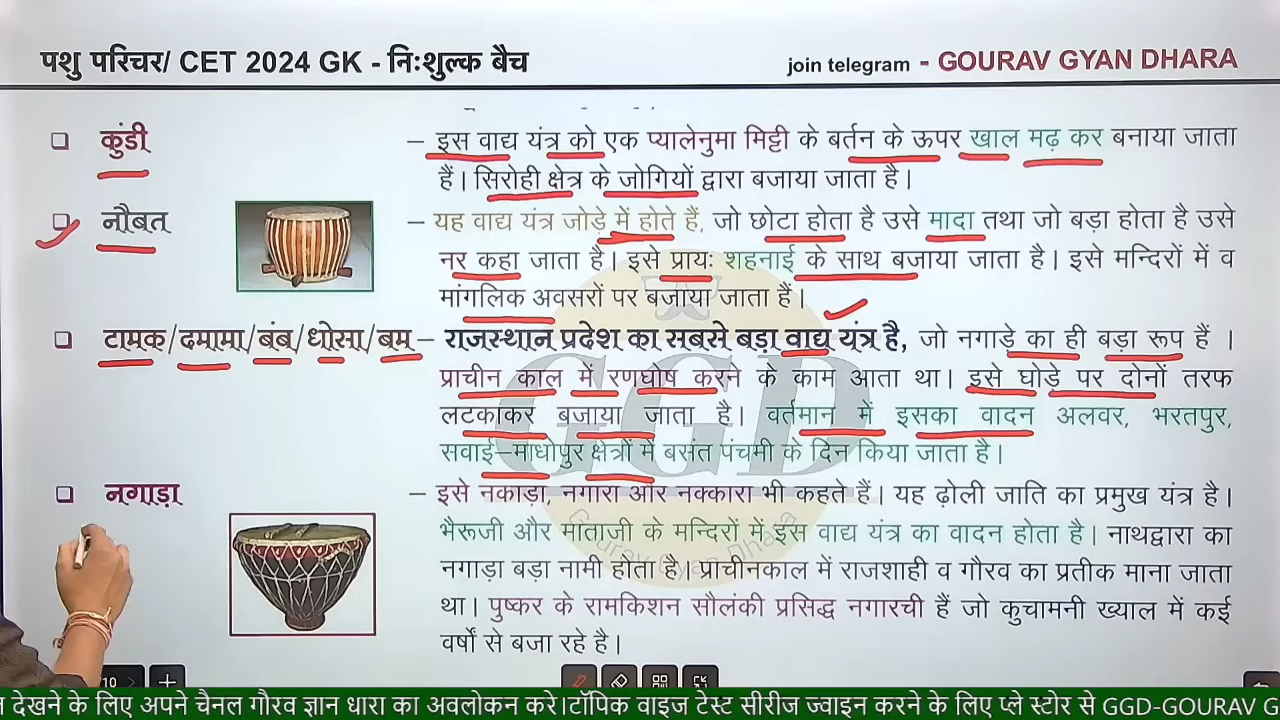 पशु परिचर/ CET 2024 GK - निःशुल्क बैच
join telegram - GOURAV GYAN DHARA
कुंडी – इस वाद्य यंत्र को एक प्यालेनुमा मिट्टी के बर्तन के ऊपर खाल मढ़ कर बनाया जाता
हैं। सिरोही क्षेत्र के जोगियों द्वारा बजाया जाता है।
नौबत – यह वाद्य यंत्र जोड़े में होते हैं, जो छोटा होता है उसे मादा तथा जो बड़ा होता है उसे
नर कहा जाता है। इसे प्रायः शहनाई के साथ बजाया जाता है। इसे मन्दिरों में व
मांगलिक अवसरों पर बजाया जाता हैं।
टामक/दमामा/बंब/धोसा/बम – राजस्थान प्रदेश का सबसे बड़ा वाद्य यंत्र है, जो नगाड़े का ही बड़ा रूप हैं ।
प्राचीन काल में रणघोष करने के काम आता था। इसे घोड़े पर दोनों तरफ
लटकाकर बजाया जाता है। वर्तमान में इसका वादन अलवर, भरतपुर,
सवाई–माधोपुर क्षेत्रों में बसंत पंचमी के दिन किया जाता है।
नगाड़ा – इसे नकाड़ा, नगारा और नक्कारा भी कहते हैं। यह ढ़ोली जाति का प्रमुख यंत्र है।
भैरूजी और माताजी के मन्दिरों में इस वाद्य यंत्र का वादन होता है। नाथद्वारा का
नगाड़ा बड़ा नामी होता है। प्राचीनकाल में राजशाही व गौरव का प्रतीक माना जाता
था। पुष्कर के रामकिशन सौलंकी प्रसिद्ध नगारची हैं जो कुचामनी ख्याल में कई
वर्षों से बजा रहे है।
GGD
Gourav Gyan Dhara
10
देखने के लिए अपने चैनल गौरव ज्ञान धारा का अवलोकन करे।टॉपिक वाइज टेस्ट सीरीज ज्वाइन करने के लिए प्ले स्टोर से GGD-GOURAV G